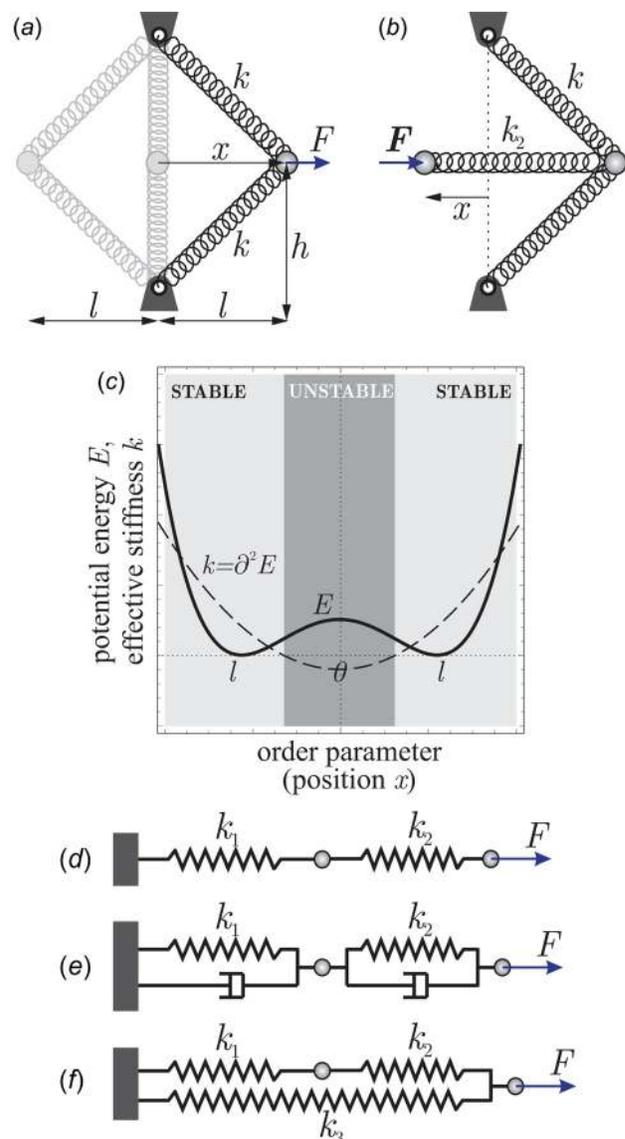 (a)
(b)
k
k
F
x
k₂
F
k
h
x
l
l
(c)
STABLE
UNSTABLE
STABLE
potential energy E,
effective stiffness k
k=∂²E
E
l
0
l
order parameter
(position x)
(d)
k₁
k₂
F
(e)
k₁
k₂
F
(f)
k₁
k₂
F
k₃